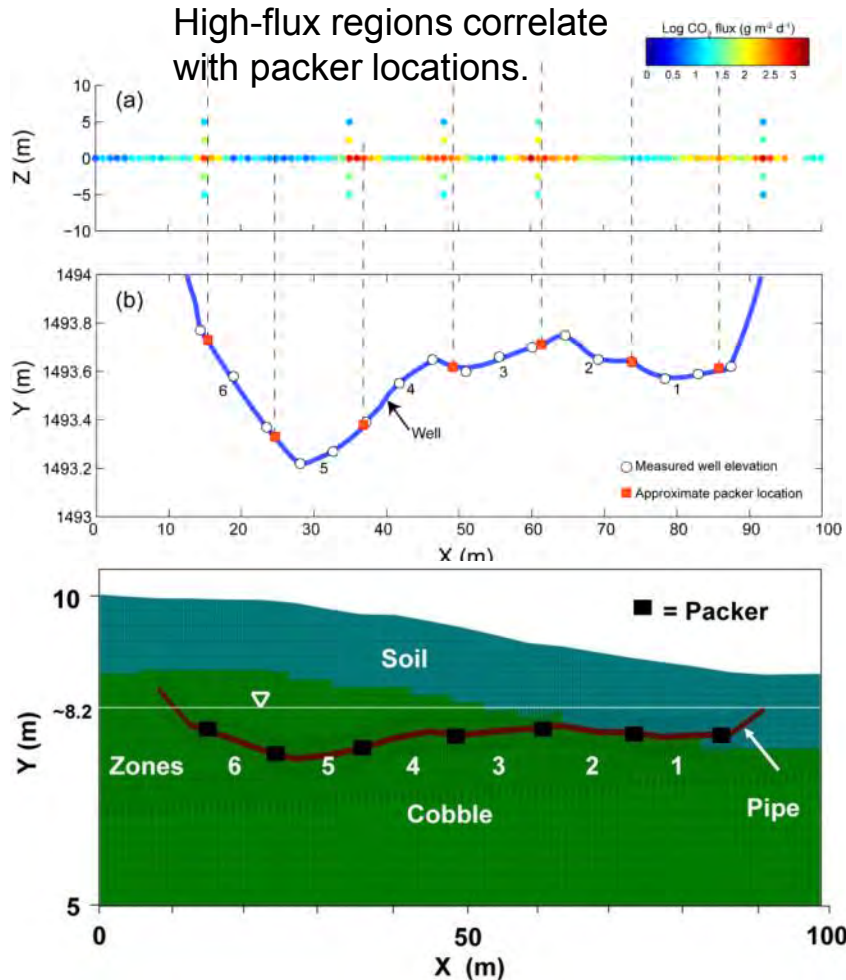 High-flux regions correlate
with packer locations.
Log CO₂ flux (g m⁻² d⁻¹)
0 0.5 1 1.5 2 2.5 3
(a)
Z (m)
10
5
0
−5
−10
(b)
Y (m)
1494
1493.8
1493.6
1493.4
1493.2
1493
6
5
4
3
2
1
Well
Measured well elevation
Approximate packer location
0 10 20 30 40 50 60 70 80 90 100
X (m)
10
~8.2
5
Y (m)
= Packer
Soil
Zones 6 5 4 3 2 1
Cobble
Pipe
0 50 100
X (m)